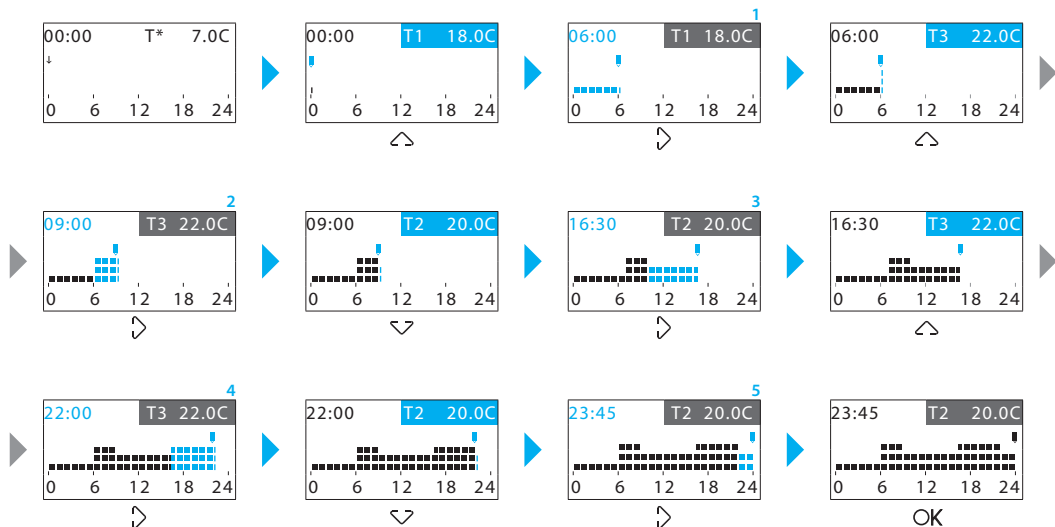 1
00:00 T* 7.0C
00:00 T1 18.0C
06:00 T1 18.0C
06:00 T3 22.0C
↓
0 6 12 18 24
0 6 12 18 24
0 6 12 18 24
0 6 12 18 24
2
3
09:00 T3 22.0C
09:00 T2 20.0C
16:30 T2 20.0C
16:30 T3 22.0C
0 6 12 18 24
0 6 12 18 24
0 6 12 18 24
0 6 12 18 24
4
5
22:00 T3 22.0C
22:00 T2 20.0C
23:45 T2 20.0C
23:45 T2 20.0C
0 6 12 18 24
0 6 12 18 24
0 6 12 18 24
0 6 12 18 24
OK